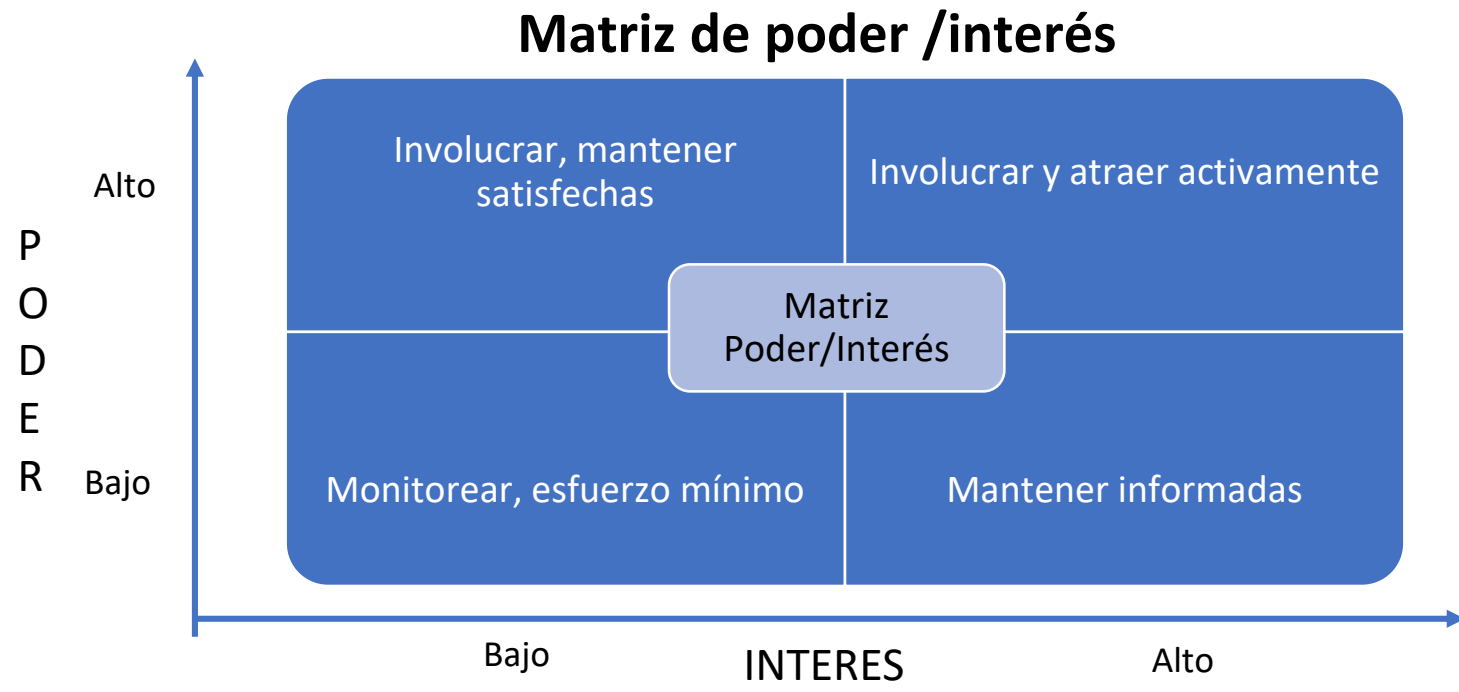 Matriz de poder /interés
Involucrar, mantener
satisfechas
Involucrar y atraer activamente
Alto
P
O
D
E
R
Matriz
Poder/Interés
Bajo
Monitorear, esfuerzo mínimo
Mantener informadas
Bajo
INTERES
Alto